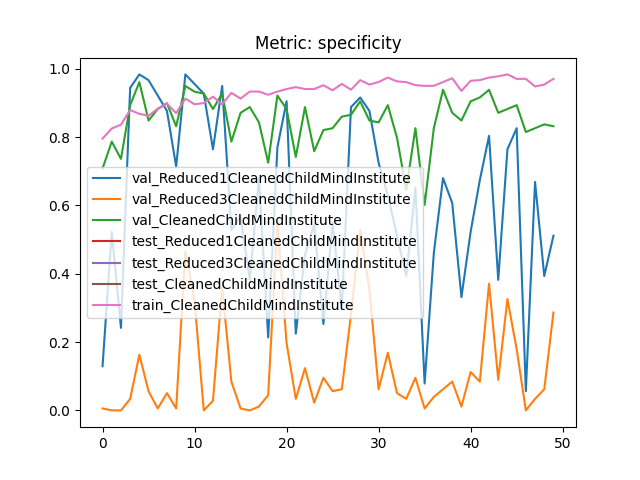 Metric: specificity
1.0
0.8
0.6
0.4
0.2
0.0
val_Reduced1CleanedChildMindInstitute
val_Reduced3CleanedChildMindInstitute
val_CleanedChildMindInstitute
test_Reduced1CleanedChildMindInstitute
test_Reduced3CleanedChildMindInstitute
test_CleanedChildMindInstitute
train_CleanedChildMindInstitute
0 10 20 30 40 50